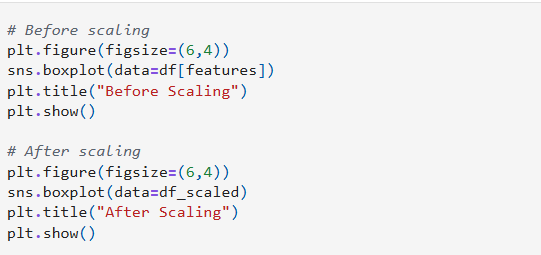 # Before scaling
plt.figure(figsize=(6,4))
sns.boxplot(data=df[features])
plt.title("Before Scaling")
plt.show()
# After scaling
plt.figure(figsize=(6,4))
sns.boxplot(data=df_scaled)
plt.title("After Scaling")
plt.show()